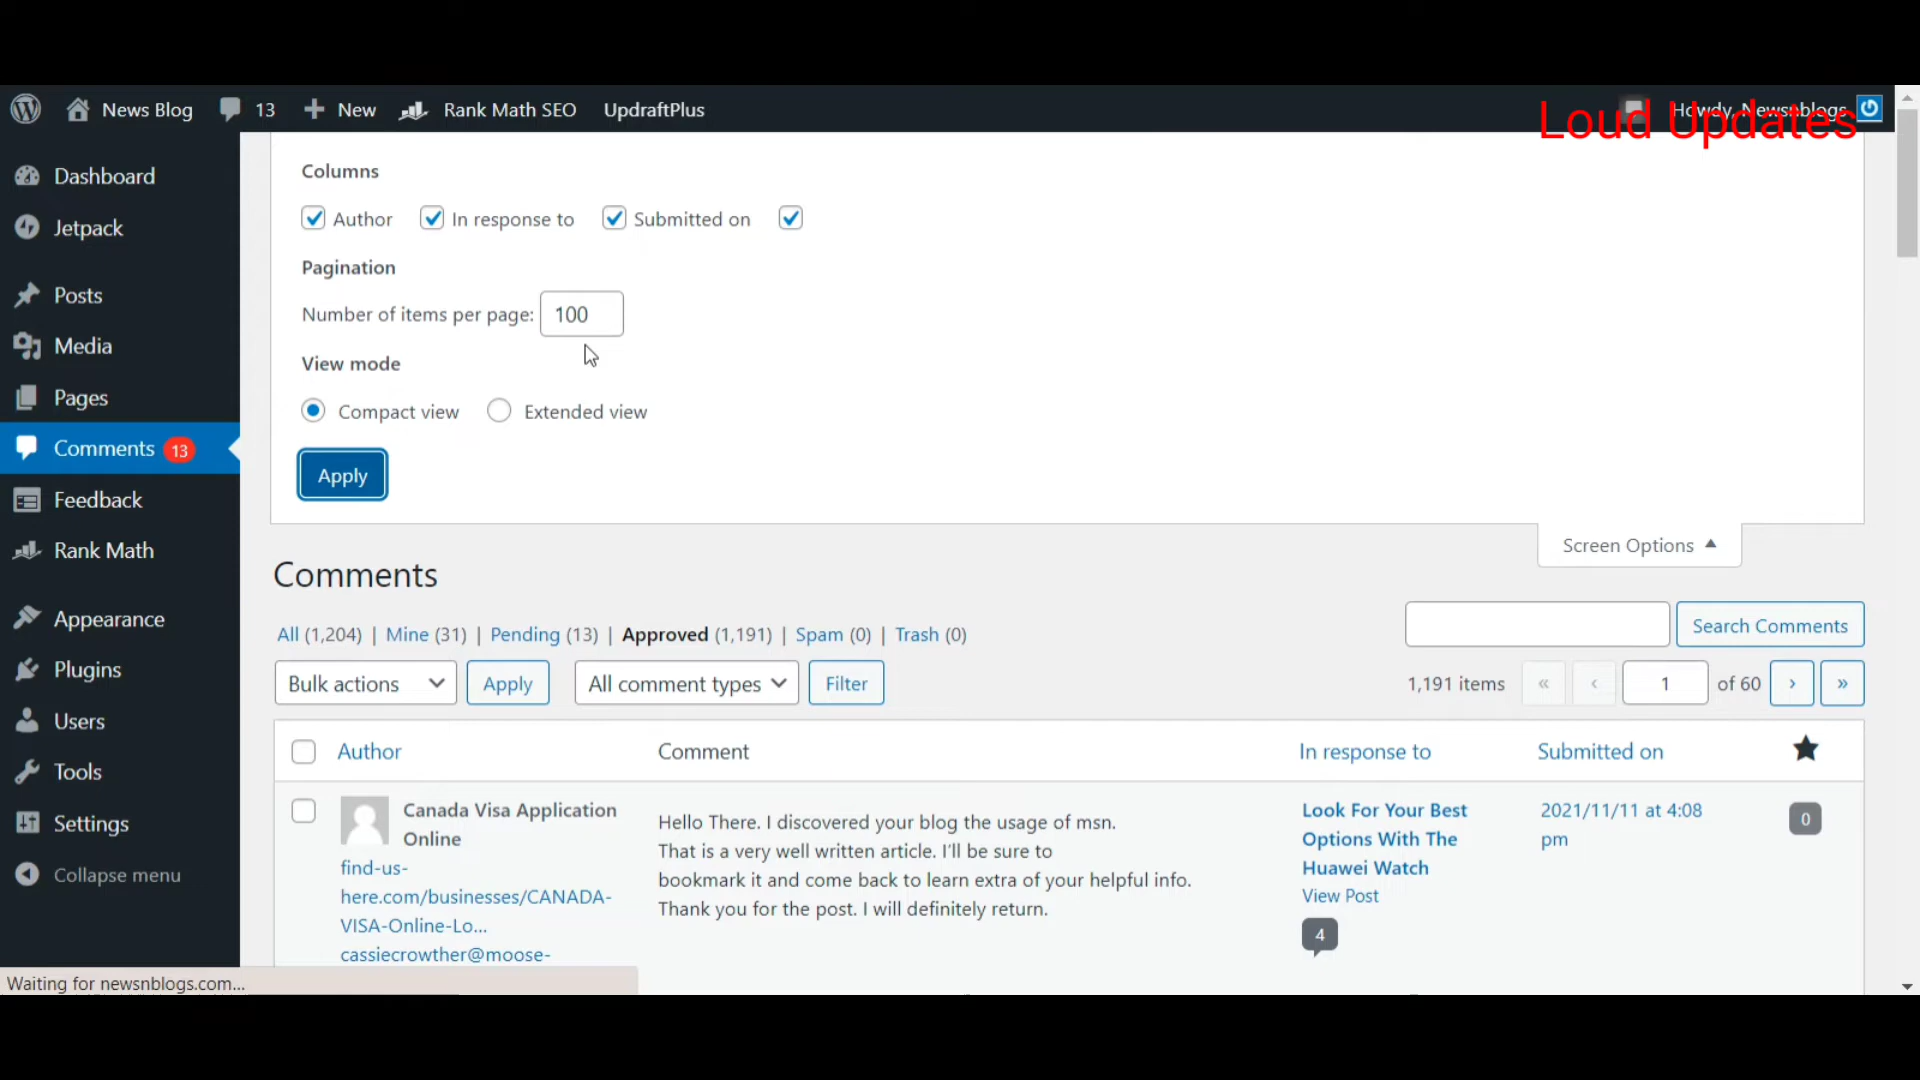 News Blog 13 New Rank Math SEO UpdraftPlus Howdy, Newsnblogs
Loud Updates
Dashboard
Jetpack
Posts
Media
Pages
Comments 13
Feedback
Rank Math
Appearance
Plugins
Users
Tools
Settings
Collapse menu
Columns
Author In response to Submitted on
Pagination
Number of items per page: 100
View mode
Compact view Extended view
Apply
Screen Options
Comments
All (1,204) | Mine (31) | Pending (13) | Approved (1,191) | Spam (0) | Trash (0)
Search Comments
Bulk actions Apply All comment types Filter
1,191 items « ‹ 1 of 60 › »
Author Comment In response to Submitted on
Canada Visa Application
Online
find-us-
here.com/businesses/CANADA-
VISA-Online-Lo...
cassiecrowther@moose-
Hello There. I discovered your blog the usage of msn.
That is a very well written article. I'll be sure to
bookmark it and come back to learn extra of your helpful info.
Thank you for the post. I will definitely return.
Look For Your Best
Options With The
Huawei Watch
View Post
4
2021/11/11 at 4:08
pm
0
Waiting for newsnblogs.com...